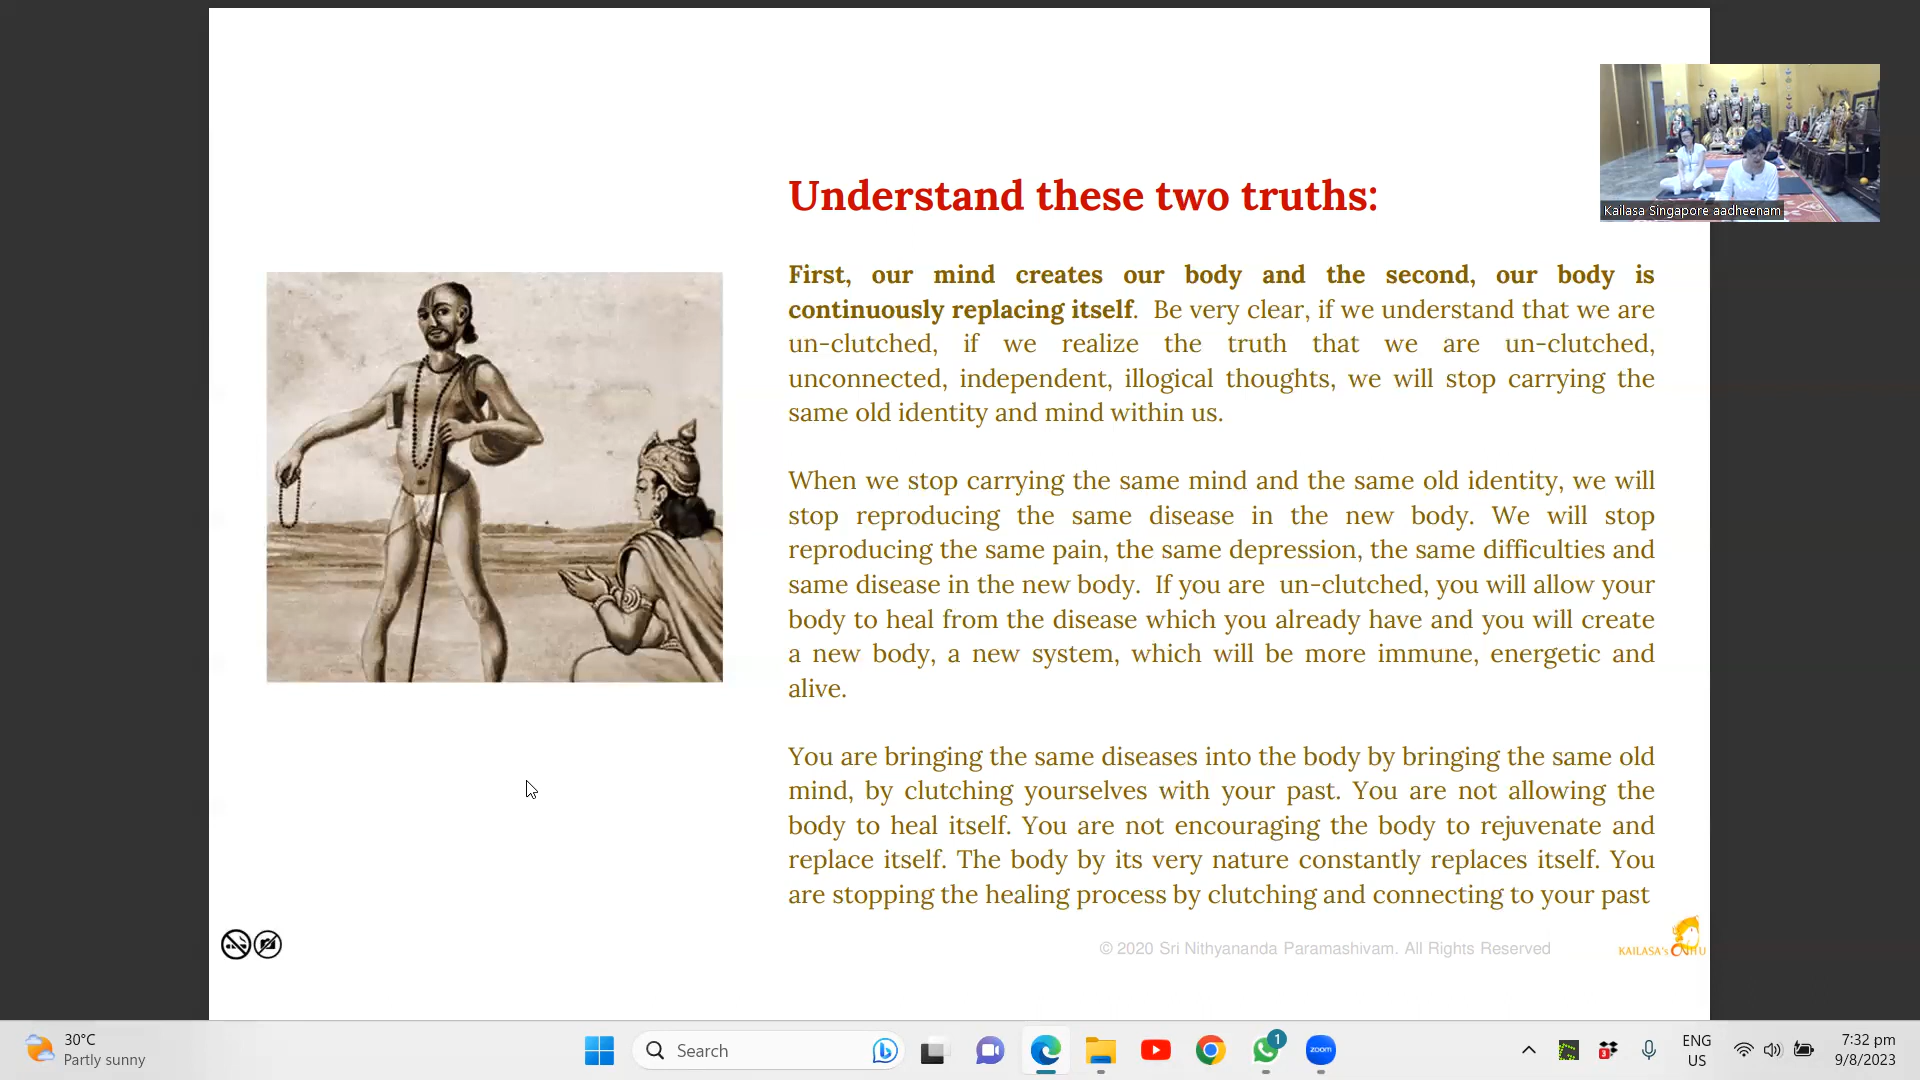 Understand these two truths:
First, our mind creates our body and the second, our body is
continuously replacing itself. Be very clear, if we understand that we are
un-clutched, if we realize the truth that we are un-clutched,
unconnected, independent, illogical thoughts, we will stop carrying the
same old identity and mind within us.
When we stop carrying the same mind and the same old identity, we will
stop reproducing the same disease in the new body. We will stop
reproducing the same pain, the same depression, the same difficulties and
same disease in the new body. If you are un-clutched, you will allow your
body to heal from the disease which you already have and you will create
a new body, a new system, which will be more immune, energetic and
alive.
You are bringing the same diseases into the body by bringing the same old
mind, by clutching yourselves with your past. You are not allowing the
body to heal itself. You are not encouraging the body to rejuvenate and
replace itself. The body by its very nature constantly replaces itself. You
are stopping the healing process by clutching and connecting to your past
© 2020 Sri Nithyananda Paramashivam. All Rights Reserved
KAILASA's
Kailasa Singapore aadheenam
30°C
Partly sunny
Search
1
zoom
3
ENG
US
7:32 pm
9/8/2023